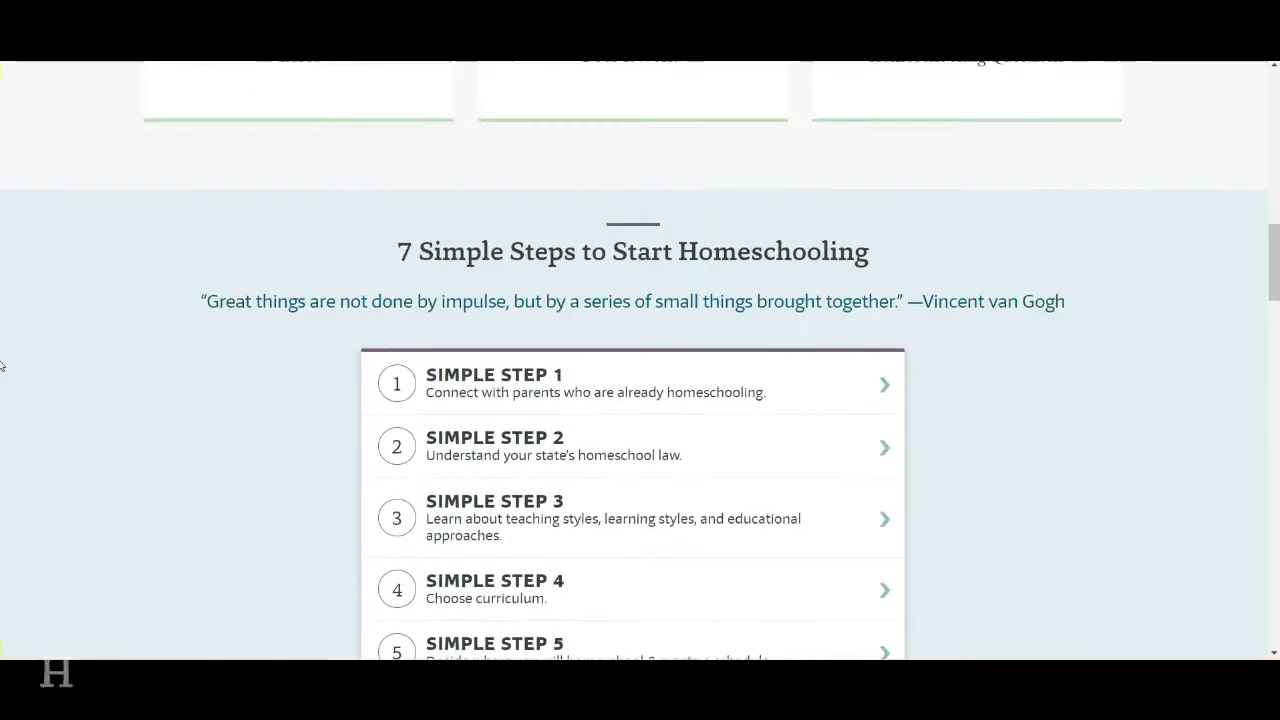 7 Simple Steps to Start Homeschooling
“Great things are not done by impulse, but by a series of small things brought together.” —Vincent van Gogh
1 SIMPLE STEP 1
Connect with parents who are already homeschooling.
2 SIMPLE STEP 2
Understand your state's homeschool law.
3 SIMPLE STEP 3
Learn about teaching styles, learning styles, and educational
approaches.
4 SIMPLE STEP 4
Choose curriculum.
5 SIMPLE STEP 5
H